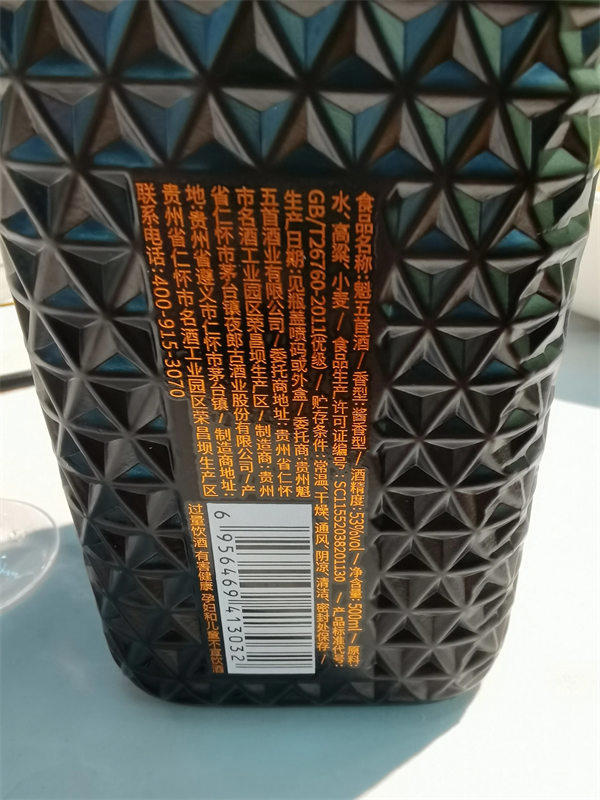 食品名称:魁五首酒/香型:酱香型/酒精度:53%vol/净含量:500ml/原料:
水、高粱、小麦/食品生产许可证编号:SC11552038201130/产品标准代号:
GB/T26760-2011(优级)/贮存条件:常温、干燥、通风、阴凉、清洁、密封处保存/
生产日期:见瓶盖喷码或外盒/委托商:贵州魁
五首酒业有限公司/委托商地址:贵州省仁怀
市名酒工业园区荣昌坝生产区/制造商:贵州
省仁怀市茅台镇夜郎古酒业股份有限公司/产
地:贵州省遵义市仁怀市茅台镇/制造商地址:
贵州省仁怀市名酒工业园区荣昌坝生产区
联系电话:400-915-3070
6 956469 413032
过量饮酒 有害健康 孕妇和儿童不宜饮酒